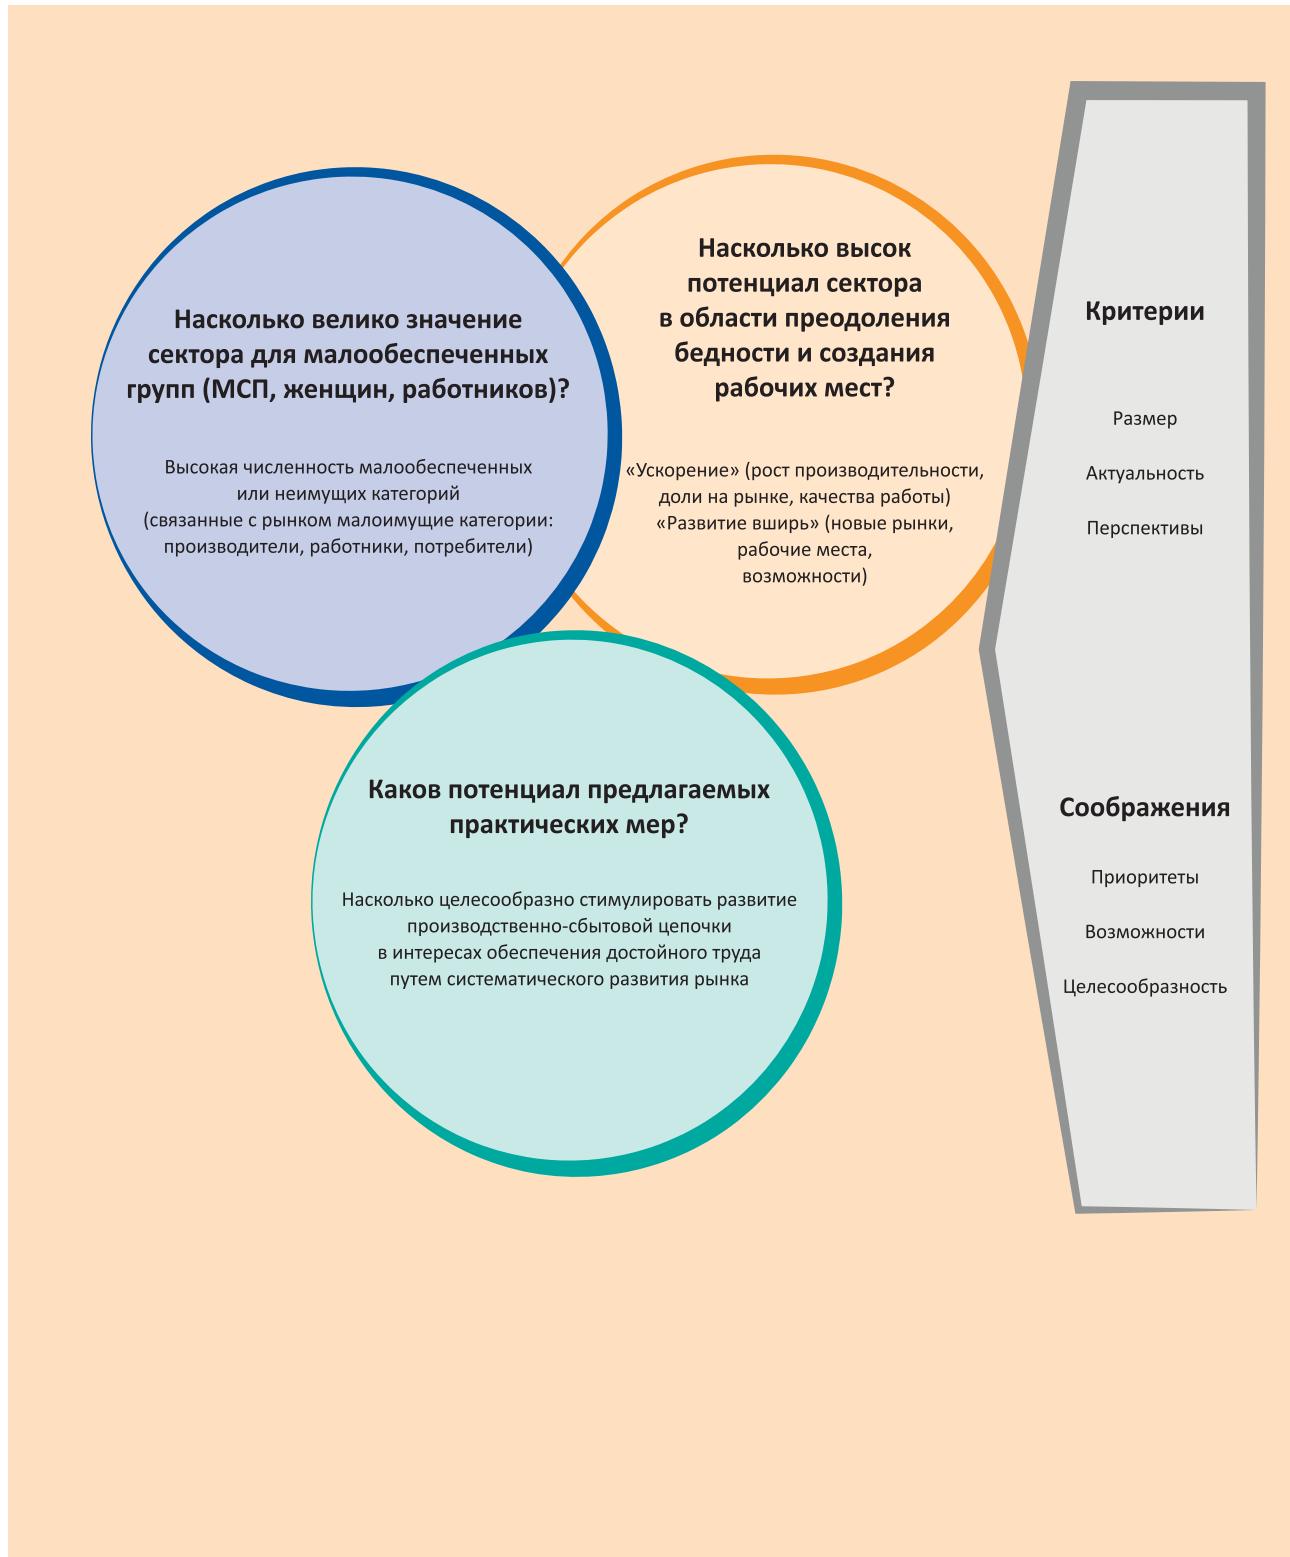 Насколько велико значение
сектора для малообеспеченных
групп (МСП, женщин, работников)?
Высокая численность малообеспеченных
или неимущих категорий
(связанные с рынком малоимущие категории:
производители, работники, потребители)
Насколько высок
потенциал сектора
в области преодоления
бедности и создания
рабочих мест?
«Ускорение» (рост производительности,
доли на рынке, качества работы)
«Развитие вширь» (новые рынки,
рабочие места,
возможности)
Каков потенциал предлагаемых
практических мер?
Насколько целесообразно стимулировать развитие
производственно-сбытовой цепочки
в интересах обеспечения достойного труда
путем систематического развития рынка
Критерии
Размер
Актуальность
Перспективы
Соображения
Приоритеты
Возможности
Целесообразность